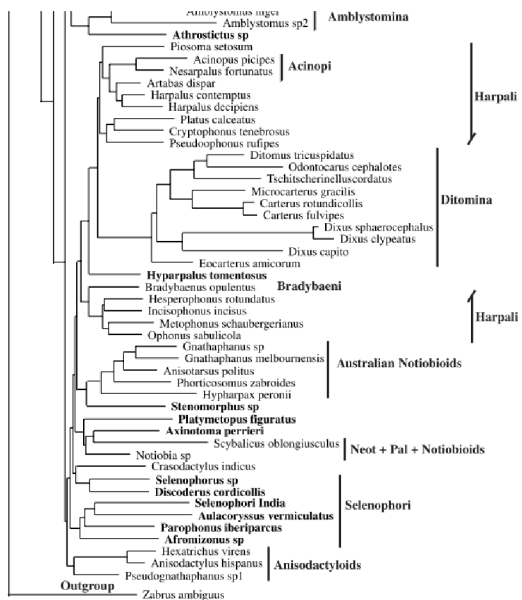 Amblystomus niger
Amblystomus sp2
Amblystomina
Athrostictus sp
Piosoma setosum
Acinopus picipes
Nesarpalus fortunatus
Acinopi
Artabas dispar
Harpalus contemptus
Harpalus decipiens
Harpali
Platus calceatus
Cryptophonus tenebrosus
Pseudoophonus rufipes
Ditomus tricuspidatus
Odontocarus cephalotes
Tschitscherinelluscordatus
Microcarterus gracilis
Carterus rotundicollis
Ditomina
Carterus fulvipes
Dixus sphaerocephalus
Dixus clypeatus
Dixus capito
Eocarterus amicorum
Hyparpalus tomentosus
Bradybaenus opulentus
Bradybaeni
Hesperophonus rotundatus
Incisophonus incisus
Harpali
Metophonus schaubergerianus
Ophonus sabulicola
Gnathaphanus sp
Gnathaphanus melbournensis
Australian Notiobioids
Anisotarsus politus
Phorticosomus zabroides
Hypharpax peronii
Stenomorphus sp
Platymetopus figuratus
Axinotoma perrieri
Scybalicus oblongiusculus
Neot + Pal + Notiobioids
Notiobia sp
Crasodactylus indicus
Selenophorus sp
Discoderus cordicollis
Selenophori India
Selenophori
Aulacoryssus vermiculatus
Parophonus iberiparcus
Afromizonus sp
Hexatrichus virens
Anisodactylus hispanus
Anisodactyloids
Pseudognathaphanus sp1
Outgroup
Zabrus ambiguus